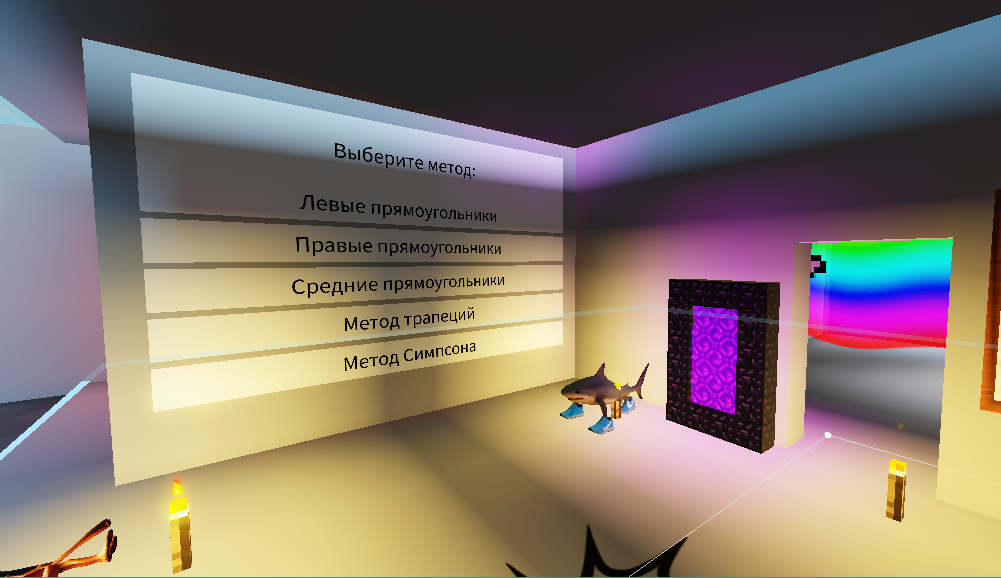 Выберите метод:
Левые прямоугольники
Правые прямоугольники
Средние прямоугольники
Метод трапеций
Метод Симпсона